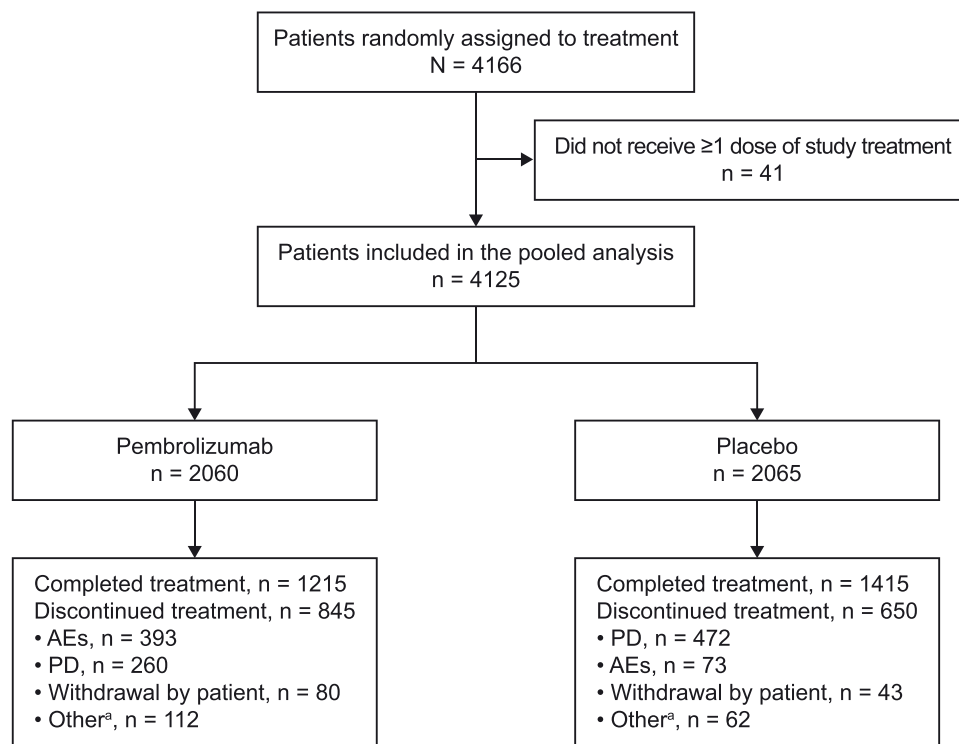 Patients randomly assigned to treatment
N = 4166
Did not receive ≥1 dose of study treatment
n = 41
Patients included in the pooled analysis
n = 4125
Pembrolizumab
n = 2060
Placebo
n = 2065
Completed treatment, n = 1215
Discontinued treatment, n = 845
• AEs, n = 393
• PD, n = 260
• Withdrawal by patient, n = 80
• Otherᵃ, n = 112
Completed treatment, n = 1415
Discontinued treatment, n = 650
• PD, n = 472
• AEs, n = 73
• Withdrawal by patient, n = 43
• Otherᵃ, n = 62